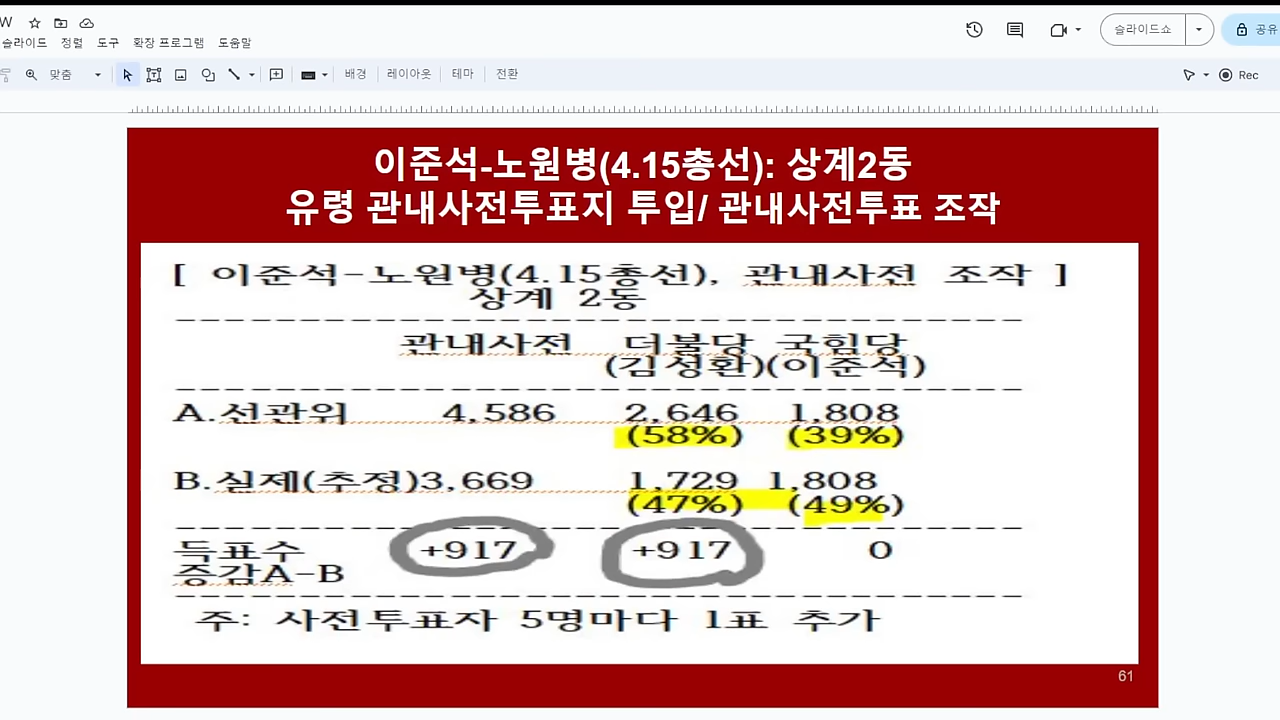 W
슬라이드 정렬 도구 확장 프로그램 도움말
슬라이드쇼
공유
맞춤 배경 레이아웃 테마 전환 Rec
이준석-노원병(4.15총선): 상계2동
유령 관내사전투표지 투입/ 관내사전투표 조작
[ 이준석-노원병(4.15총선), 관내사전 조작 ]
상계 2동
관내사전 더불당 국힘당
(김성환)(이준석)
A.선관위 4,586 2,646 1,808
(58%) (39%)
B.실제(추정)3,669 1,729 1,808
(47%) (49%)
득표수 +917 +917 0
증감A-B
주: 사전투표자 5명마다 1표 추가
61